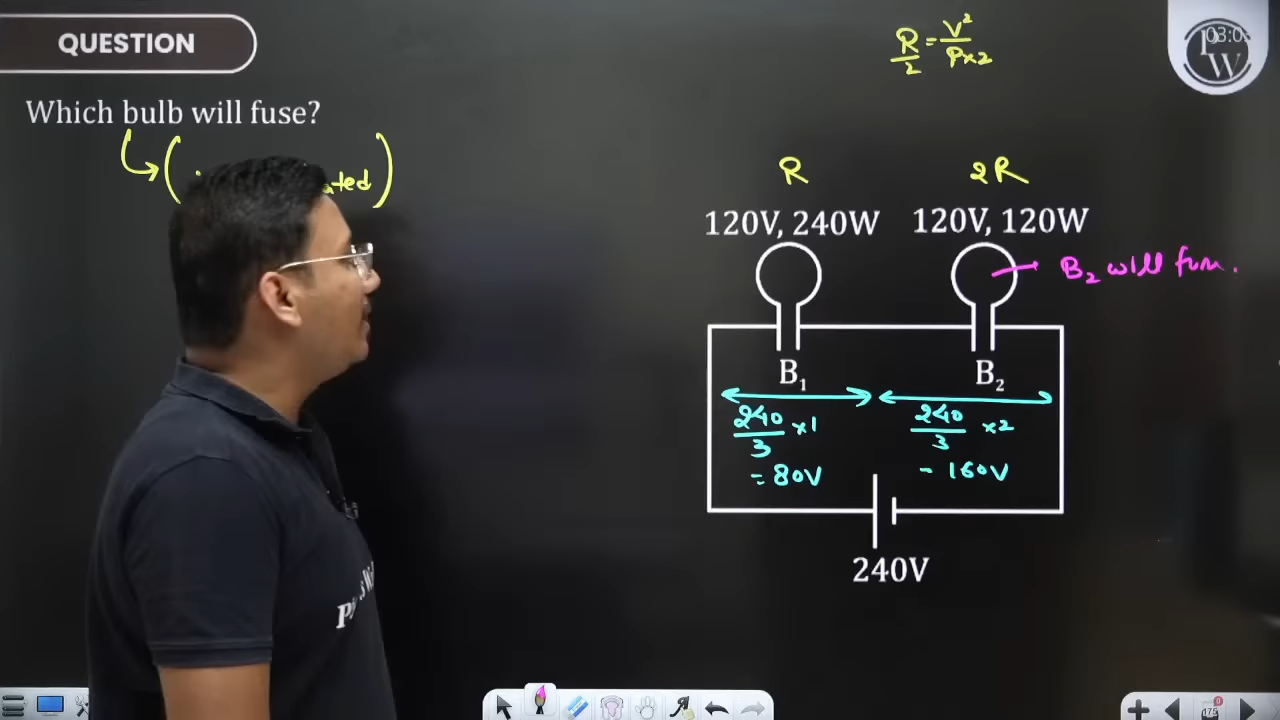 QUESTION
Which bulb will fuse?
R/2 = V²/P×2
R
2R
120V, 240W
120V, 120W
B₂ will fuse.
B₁
B₂
240/3 ×1
= 80V
240/3 ×2
= 160V
240V
P
W
175